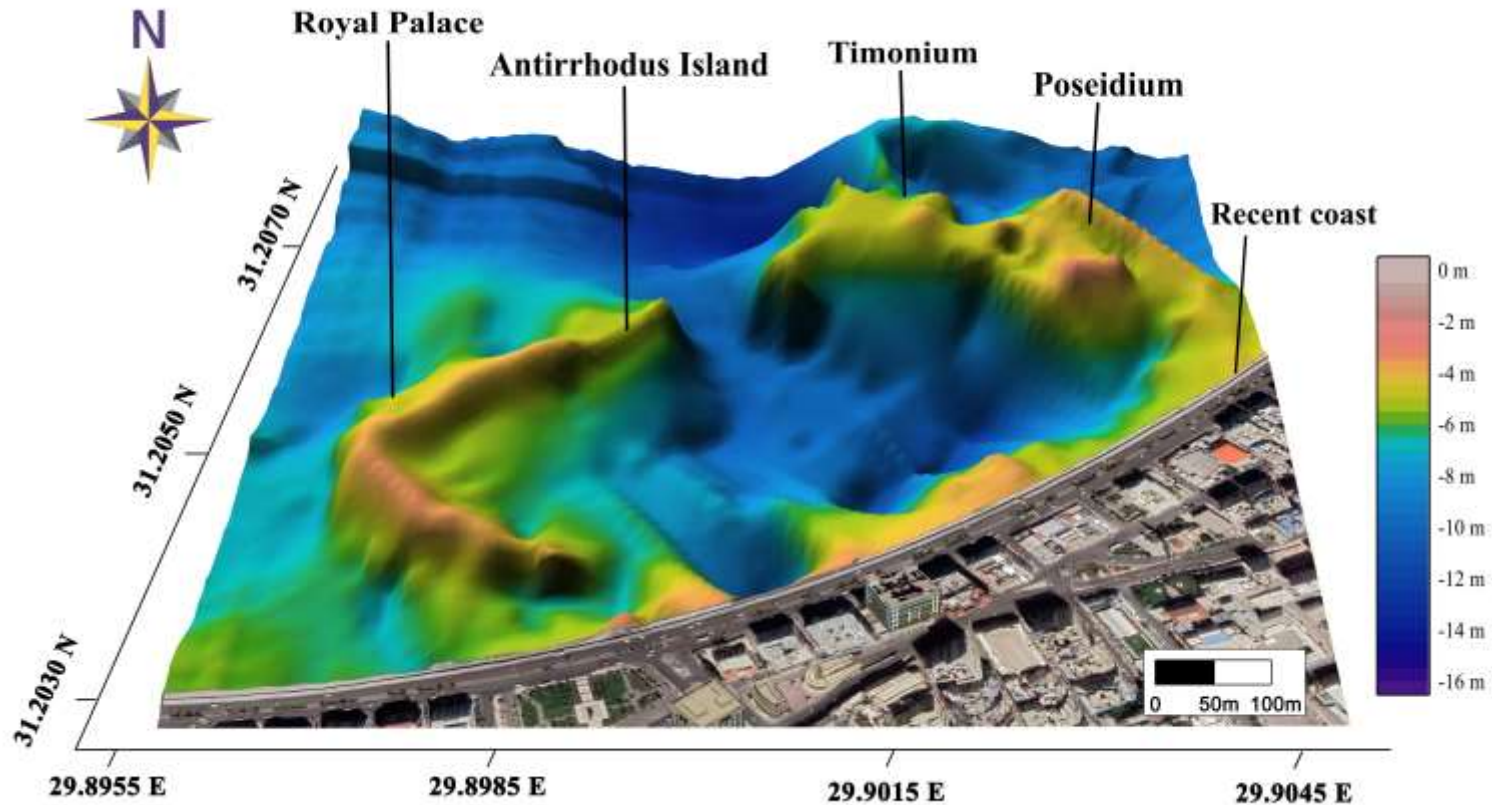 N
Royal Palace
Antirrhodus Island
Timonium
Poseidium
Recent coast
31.2070 N
31.2050 N
31.2030 N
0 m
-2 m
-4 m
-6 m
-8 m
-10 m
-12 m
-14 m
-16 m
0 50m 100m
29.8955 E 29.8985 E 29.9015 E 29.9045 E